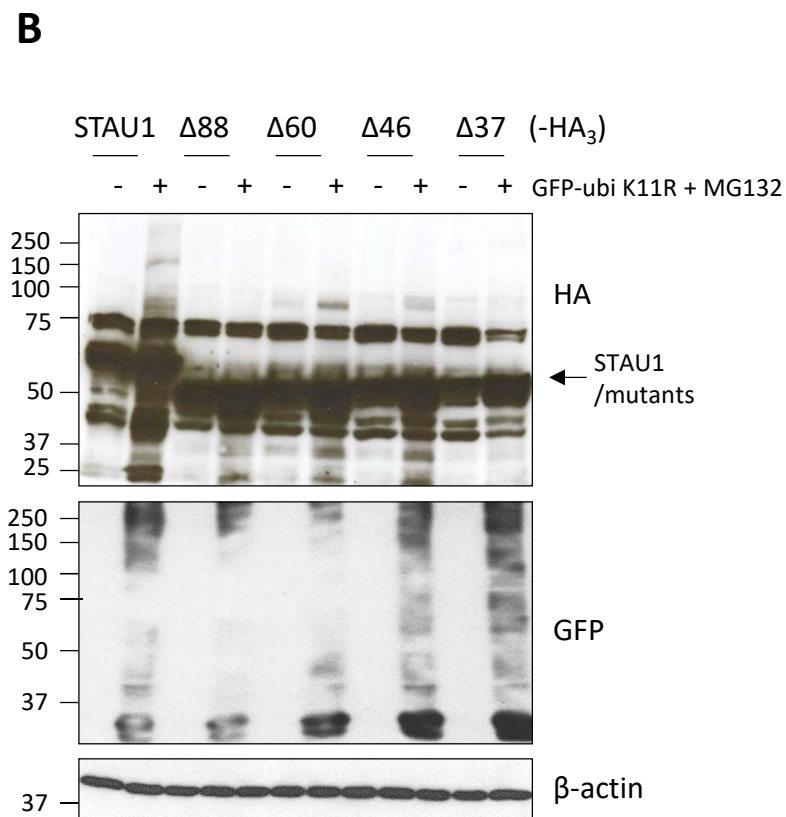 B
STAU1 Δ88 Δ60 Δ46 Δ37 (-HA₃)
- + - + - + - + - + GFP-ubi K11R + MG132
250
150
100
75
50
37
25
HA
STAU1
/mutants
250
150
100
75
50
37
GFP
37
β-actin